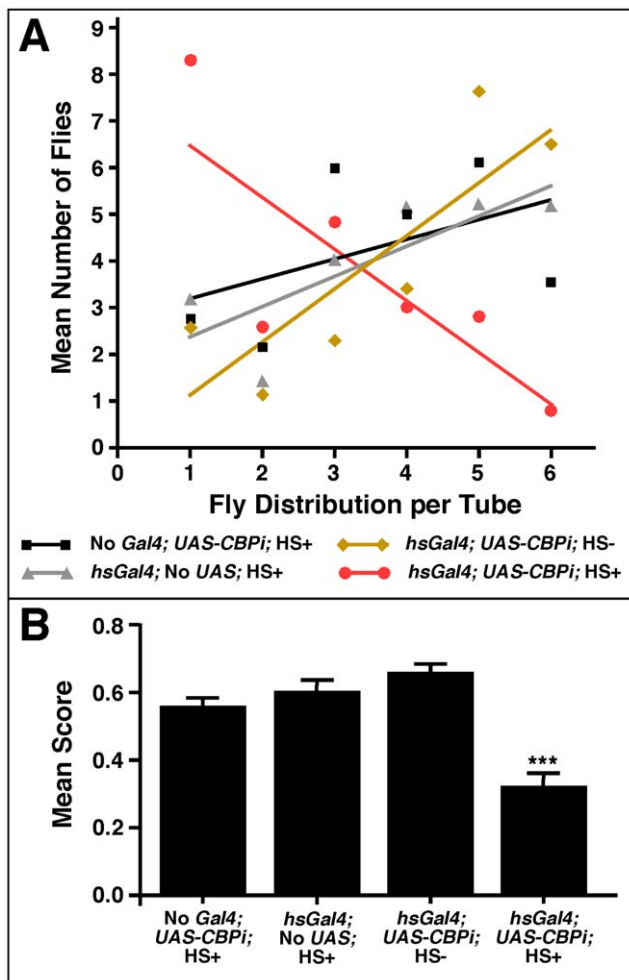 A
9
8
7
6
5
4
3
2
1
0
Mean Number of Flies
0 1 2 3 4 5 6
Fly Distribution per Tube
No Gal4; UAS-CBPi; HS+
hsGal4; UAS-CBPi; HS-
hsGal4; No UAS; HS+
hsGal4; UAS-CBPi; HS+
B
0.8
0.6
0.4
0.2
0.0
Mean Score
***
No Gal4;
UAS-CBPi;
HS+
hsGal4;
No UAS;
HS+
hsGal4;
UAS-CBPi;
HS-
hsGal4;
UAS-CBPi;
HS+